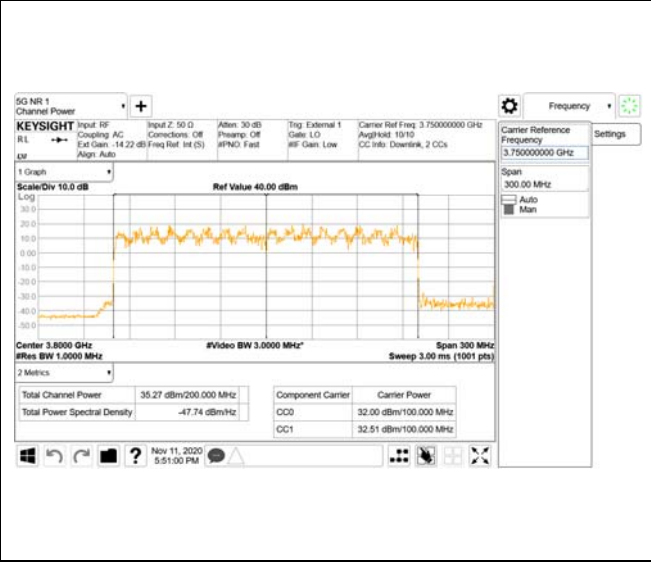 5G NR 1
Channel Power
+
Frequency
KEYSIGHT
R L
Input: RF
Coupling: AC
Ext Gain: -14.22 dB
Align: Auto
Input Z: 50 Ω
Corrections: Off
Freq Ref: Int (S)
Atten: 30 dB
Preamp: Off
#PNO: Fast
Trig: External 1
Gate: LO
#IF Gain: Low
Carrier Ref Freq: 3.750000000 GHz
Avg|Hold: 10/10
CC Info: Downlink, 2 CCs
Carrier Reference
Frequency
3.750000000 GHz
Settings
Span
300.00 MHz
Auto
Man
1 Graph
Scale/Div 10.0 dB
Ref Value 40.00 dBm
Log
30.0
20.0
10.0
0.00
-10.0
-20.0
-30.0
-40.0
-50.0
Center 3.8000 GHz
#Video BW 3.0000 MHz*
Span 300 MHz
#Res BW 1.0000 MHz
Sweep 3.00 ms (1001 pts)
2 Metrics
Total Channel Power 35.27 dBm/200.000 MHz
Total Power Spectral Density -47.74 dBm/Hz
Component Carrier Carrier Power
CC0 32.00 dBm/100.000 MHz
CC1 32.51 dBm/100.000 MHz
?
Nov 11, 2020
5:51:00 PM